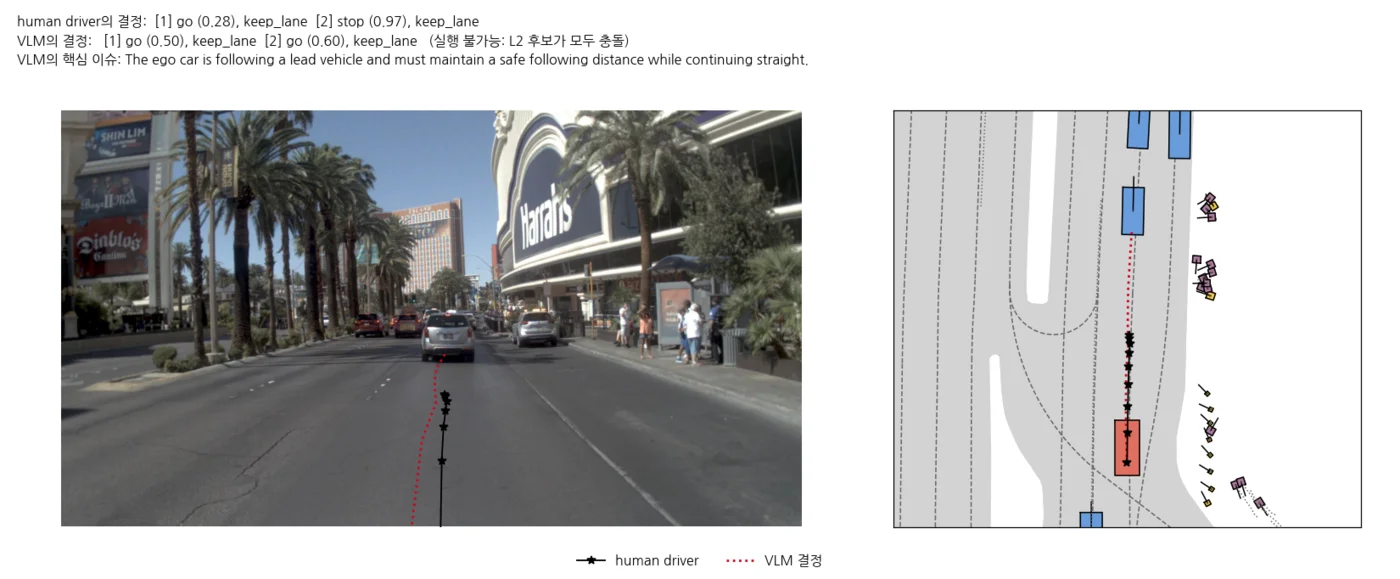 human driver의 결정:  [1] go (0.28), keep_lane  [2] stop (0.97), keep_lane
VLM의 결정:   [1] go (0.50), keep_lane  [2] go (0.60), keep_lane   (실행 불가능: L2 후보가 모두 충돌)
VLM의 핵심 이슈: The ego car is following a lead vehicle and must maintain a safe following distance while continuing straight.
SHIN LIM
Diablo's
Cantina
Harrahs
human driver
VLM 결정